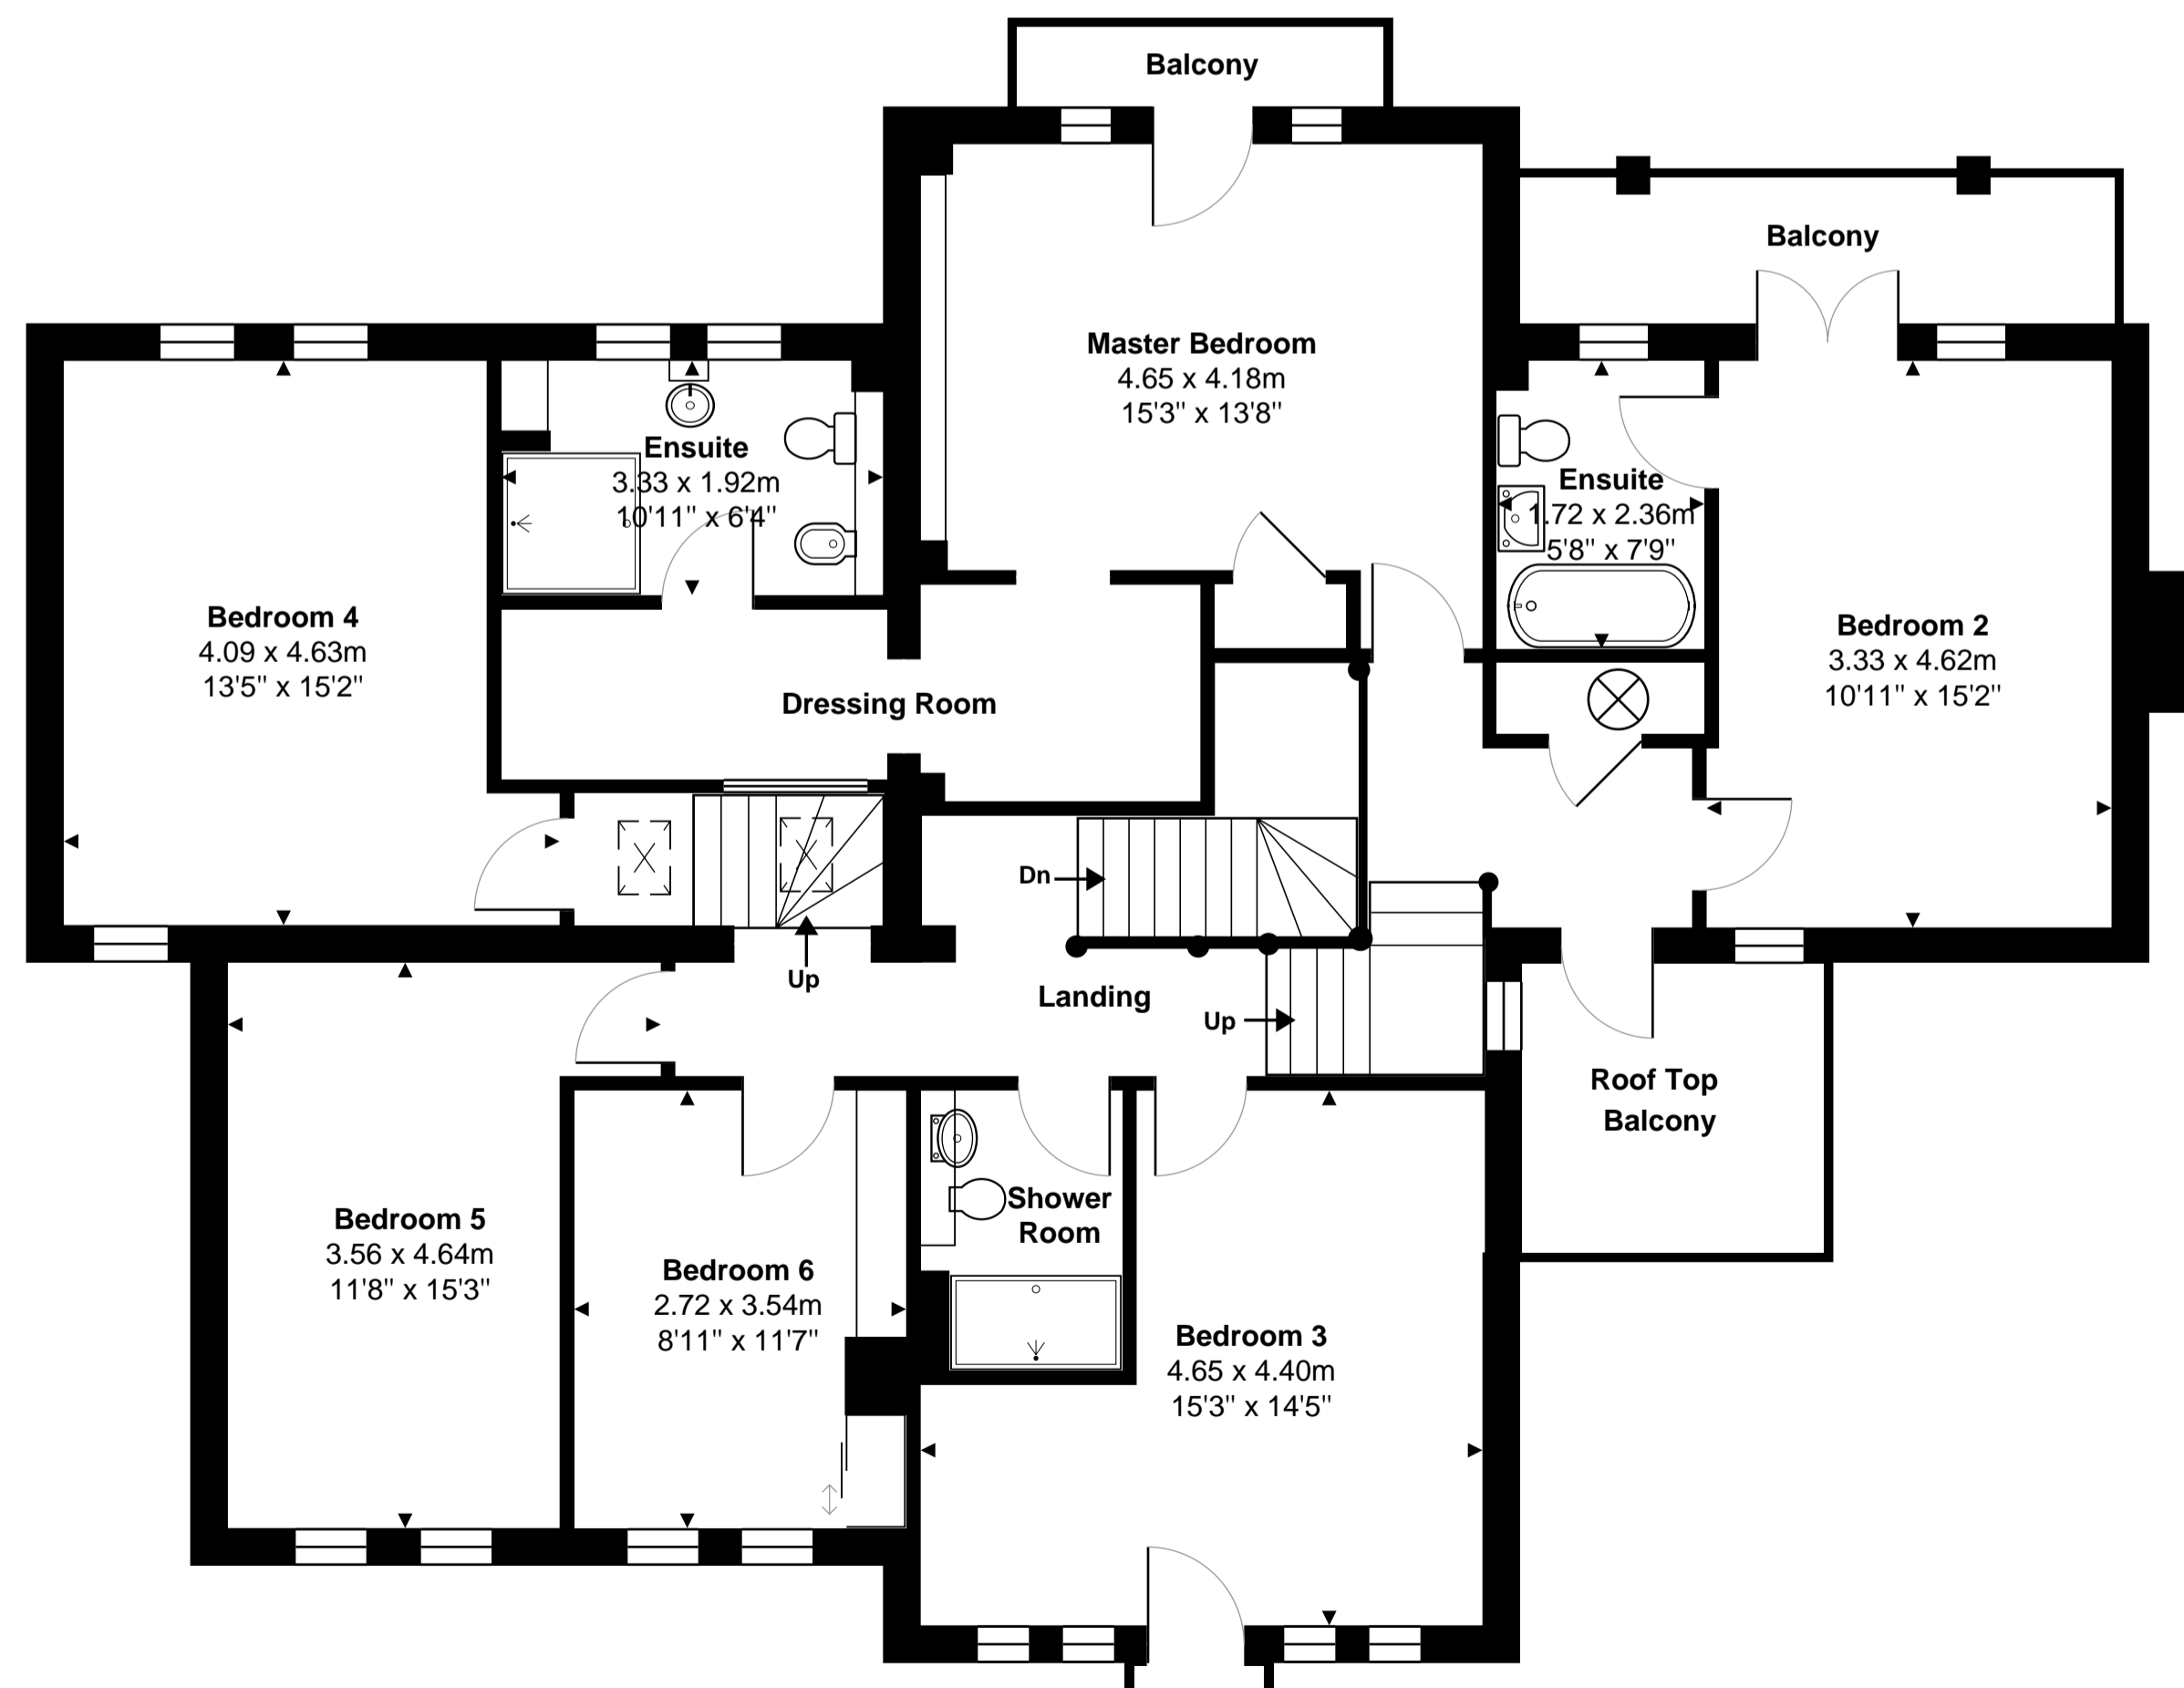 Balcony
Balcony
Master Bedroom
4.65 x 4.18m
15'3" x 13'8"
Ensuite
3.33 x 1.92m
10'11" x 6'4"
Ensuite
1.72 x 2.36m
5'8" x 7'9"
Bedroom 4
4.09 x 4.63m
13'5" x 15'2"
Bedroom 2
3.33 x 4.62m
10'11" x 15'2"
Dressing Room
Dn
Up
Landing
Up
Roof Top
Balcony
Shower
Room
Bedroom 5
3.56 x 4.64m
11'8" x 15'3"
Bedroom 6
2.72 x 3.54m
8'11" x 11'7"
Bedroom 3
4.65 x 4.40m
15'3" x 14'5"